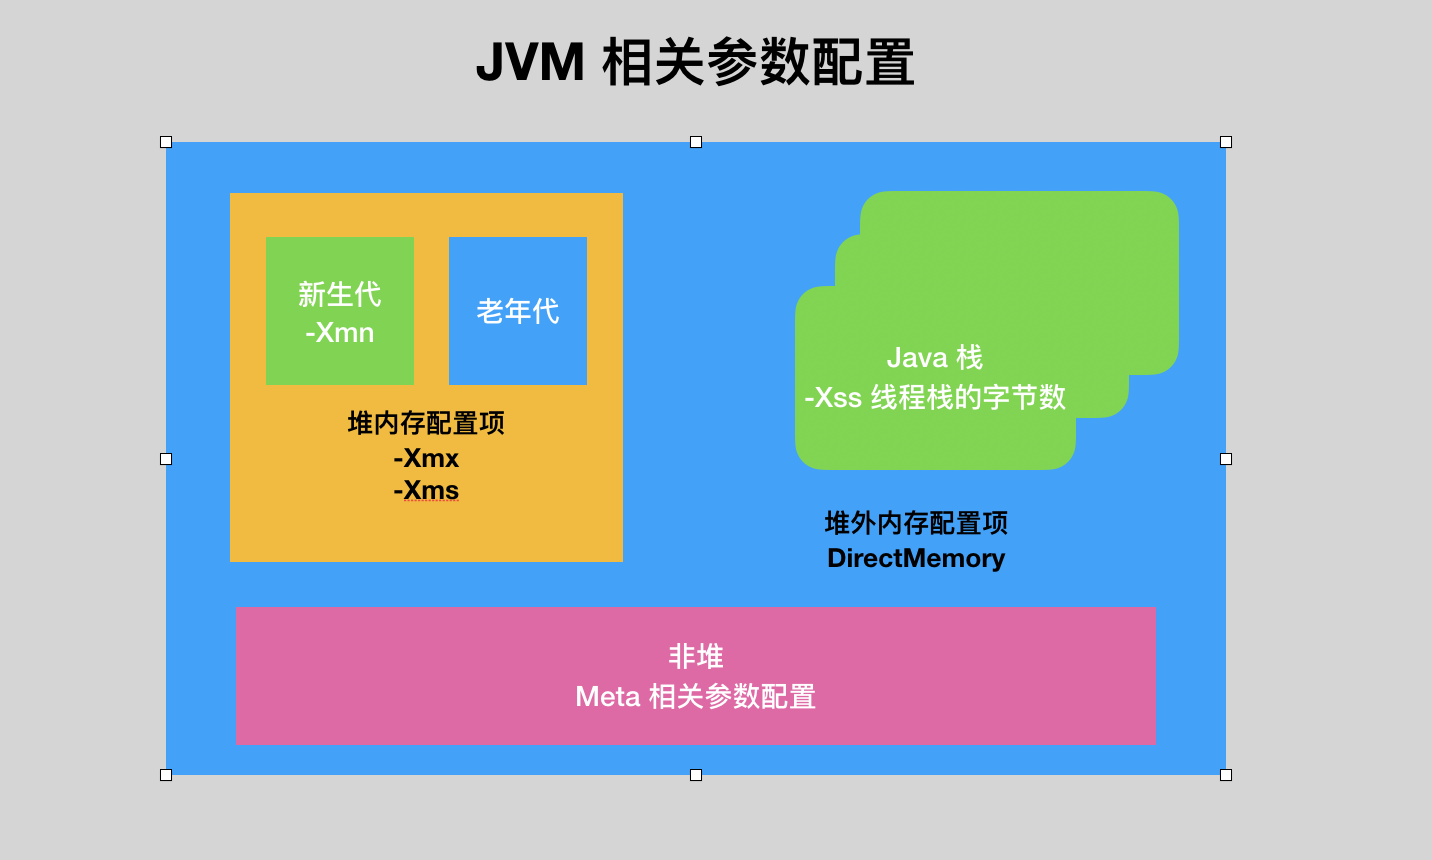 JVM 相关参数配置
新生代
-Xmn
老年代
堆内存配置项
-Xmx
-Xms
Java 栈
-Xss 线程栈的字节数
堆外内存配置项
DirectMemory
非堆
Meta 相关参数配置